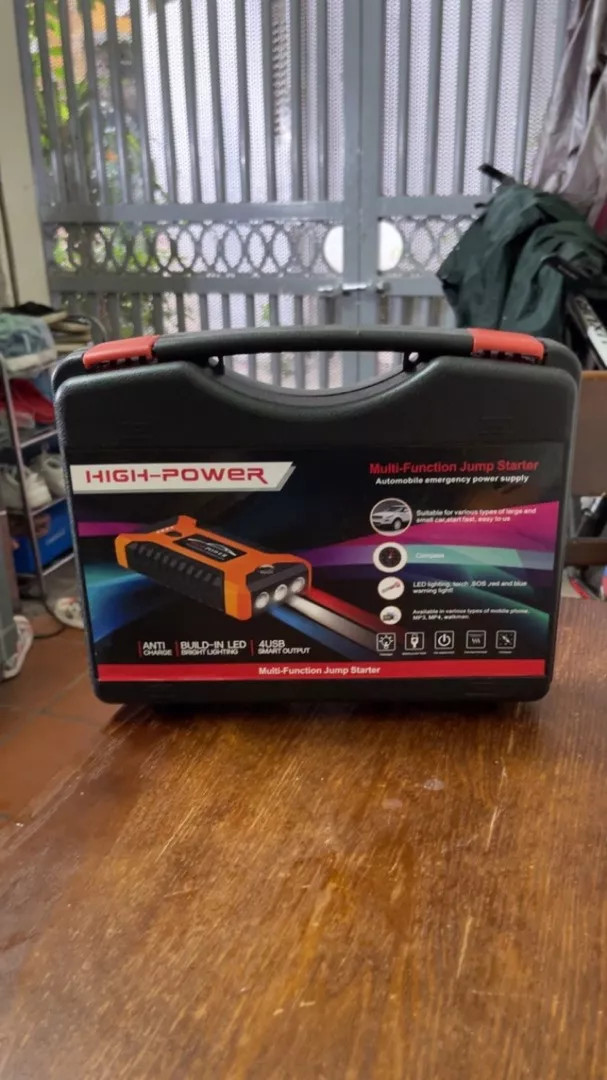 HIGH-POWER
Multi-Function Jump Starter
Automobile emergency power supply
Suitable for various types of large and
small car,start fast, easy to us
Compass
LED lighting, torch ,SOS ,red and blue
warning light!
Available in various types of mobile phone,
MP3, MP4, walkman.
ANTI
CHARGE
BUILD-IN LED
BRIGHT LIGHTING
4USB
SMART OUTPUT
Multi-Function Jump Starter